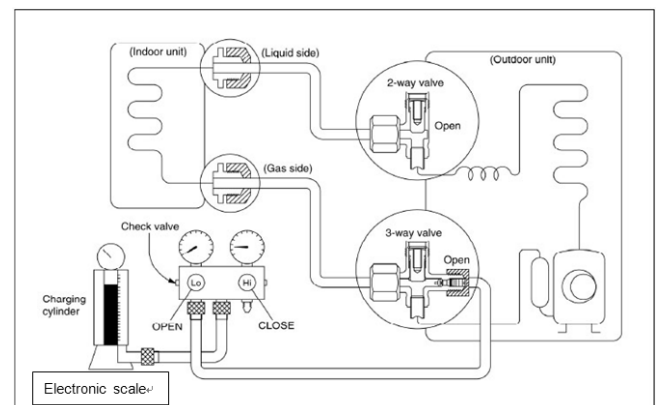 (Indoor unit)
(Liquid side)
(Outdoor unit)
2-way valve
Open
(Gas side)
3-way valve
Open
Check valve
Lo
Hi
Charging
cylinder
OPEN
CLOSE
Electronic scale